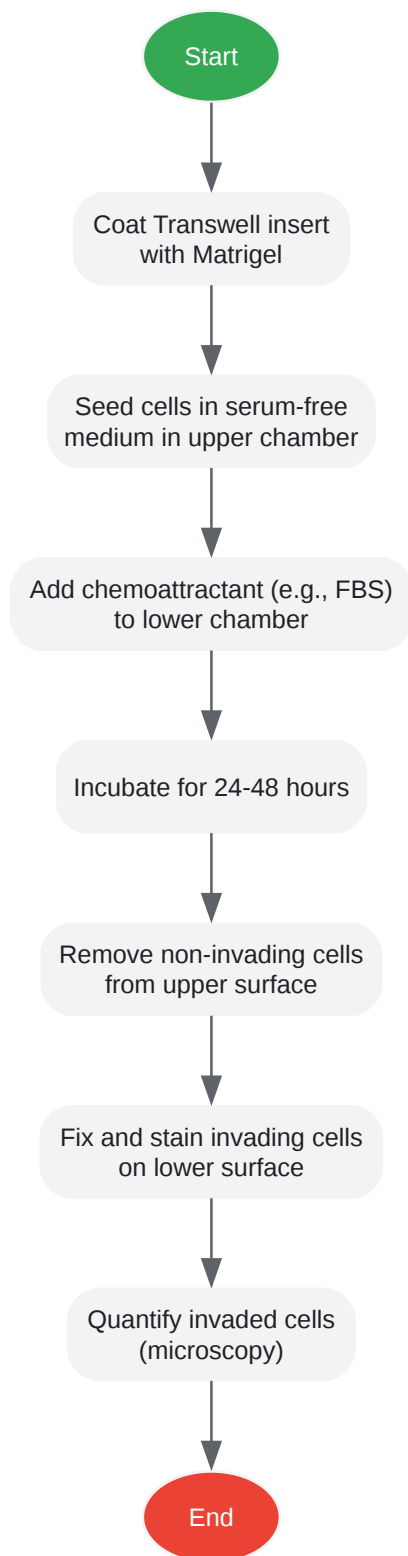 Start
Coat Transwell insert
with Matrigel
Seed cells in serum-free
medium in upper chamber
Add chemoattractant (e.g., FBS)
to lower chamber
Incubate for 24-48 hours
Remove non-invading cells
from upper surface
Fix and stain invading cells
on lower surface
Quantify invaded cells
(microscopy)
End